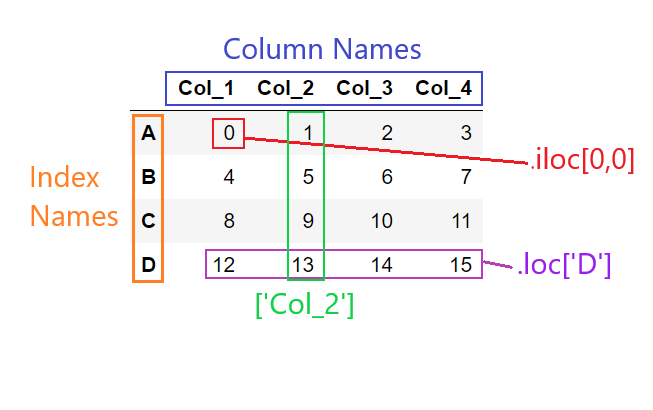 Column Names
Col_1 Col_2 Col_3 Col_4
A 0 1 2 3
.iloc[0,0]
B 4 5 6 7
Index
Names
C 8 9 10 11
D 12 13 14 15
.loc['D']
['Col_2']